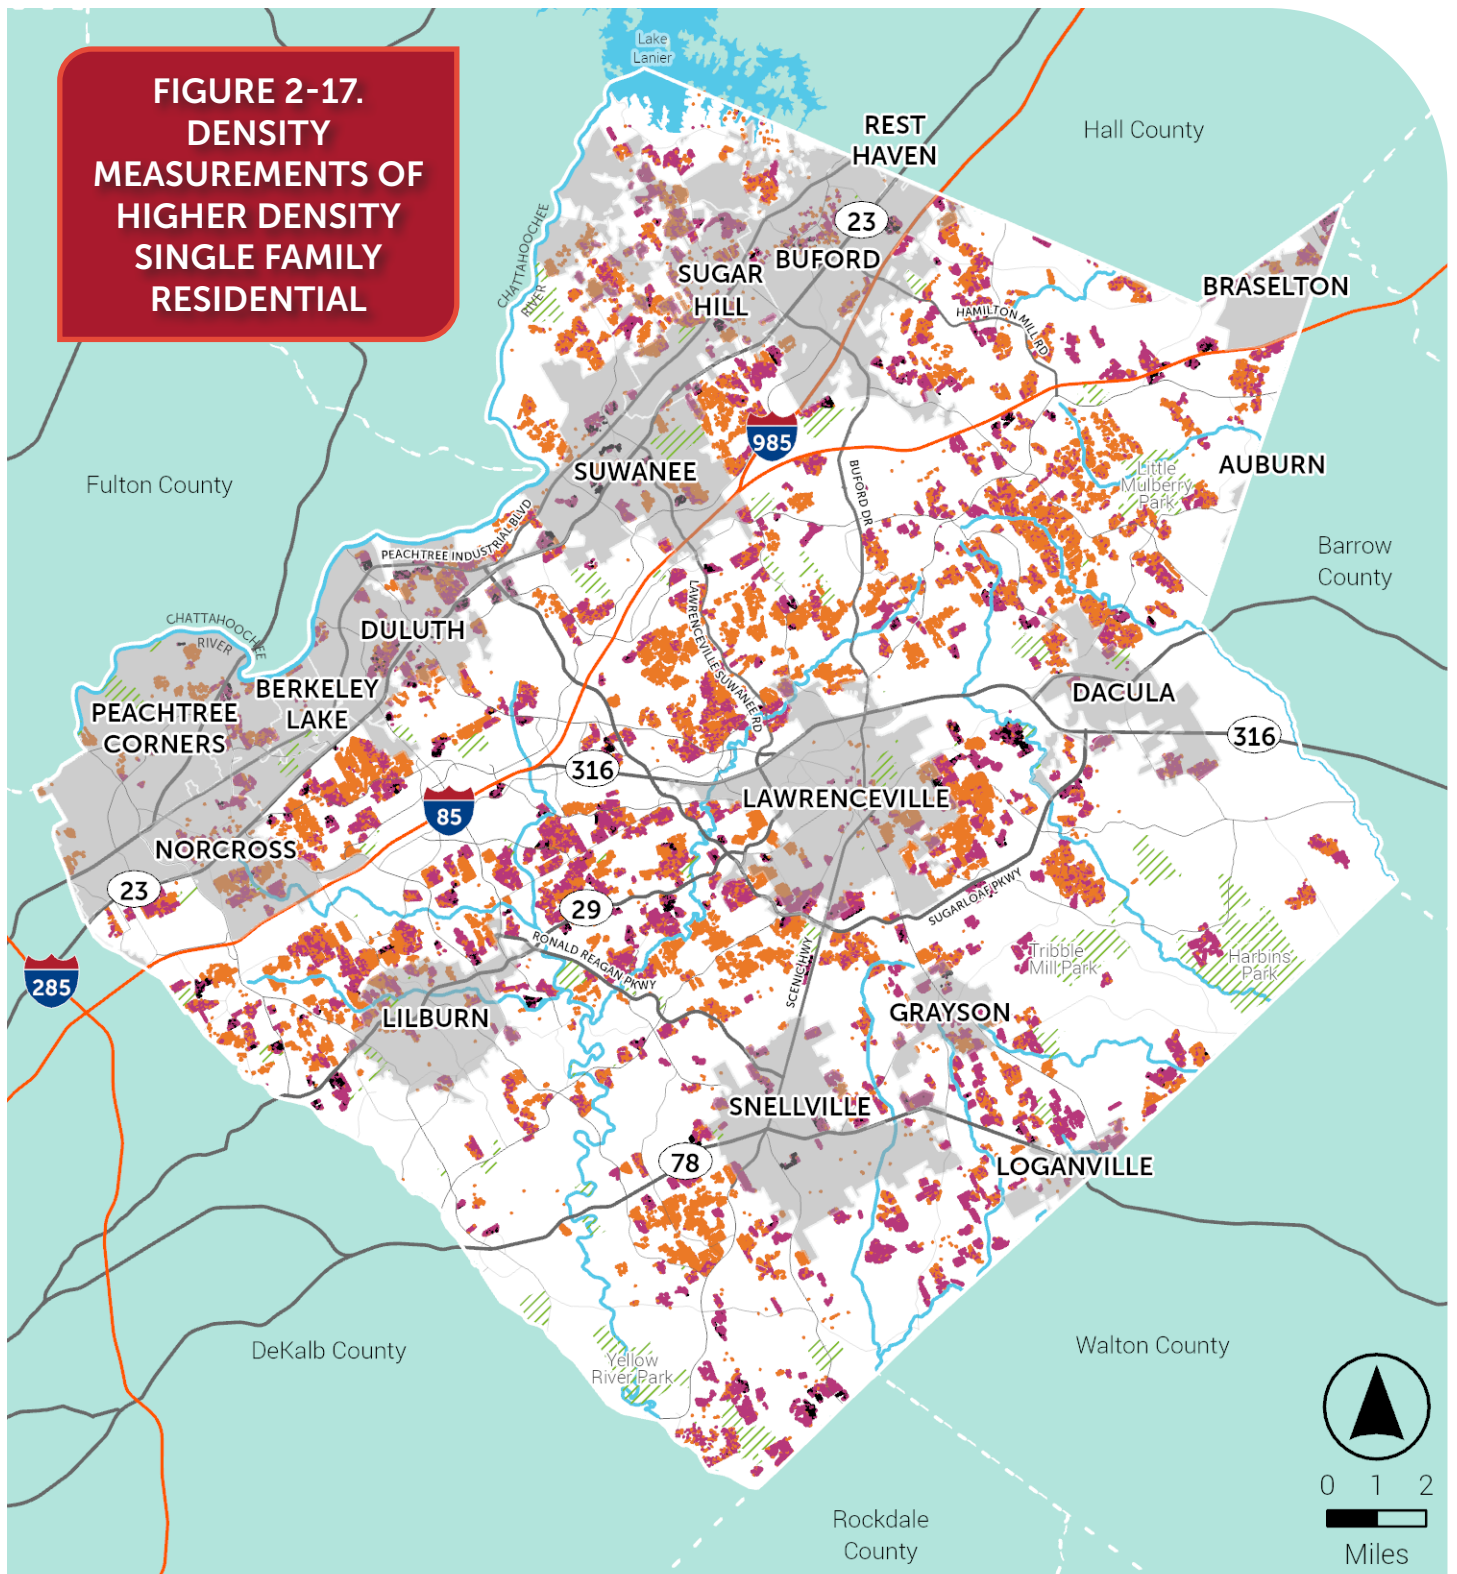 FIGURE 2-17.
DENSITY
MEASUREMENTS OF
HIGHER DENSITY
SINGLE FAMILY
RESIDENTIAL
Lake
Lanier
REST
HAVEN
Hall County
CHATTAHOOCHEE
RIVER
23
BUFORD
SUGAR
HILL
BRASELTON
HAMILTON MILL RD
985
SUWANEE
Fulton County
BUFORD DR
Little
Mulberry
Park
AUBURN
PEACHTREE INDUSTRIAL BLVD
Barrow
County
LAWRENCEVILLE SUWANEE RD
CHATTAHOOCHEE
RIVER
DULUTH
BERKELEY
LAKE
PEACHTREE
CORNERS
DACULA
316
316
LAWRENCEVILLE
85
NORCROSS
23
29
SUGARLOAF PKWY
RONALD REAGAN PKWY
SCENIC HWY
Tribble
Mill Park
Harbins
Park
285
LILBURN
GRAYSON
SNELLVILLE
78
LOGANVILLE
DeKalb County
Yellow
River Park
Walton County
Rockdale
County
0 1 2
Miles